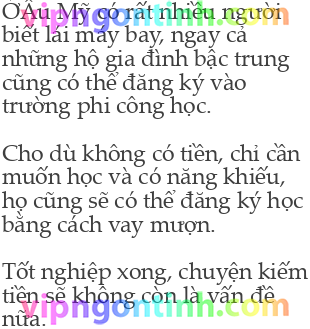 Ở Âu Mỹ có rất nhiều người
biết lái máy bay, ngay cả
những hộ gia đình bậc trung
cũng có thể đăng ký vào
trường phi công học.
Cho dù không có tiền, chỉ cần
muốn học và có năng khiếu,
họ cũng sẽ có thể đăng ký học
bằng cách vay mượn.
Tốt nghiệp xong, chuyện kiếm
tiền sẽ không còn là vấn đề
nữa.
vipngontinh.com
vipngontinh.com
vipngontinh.com